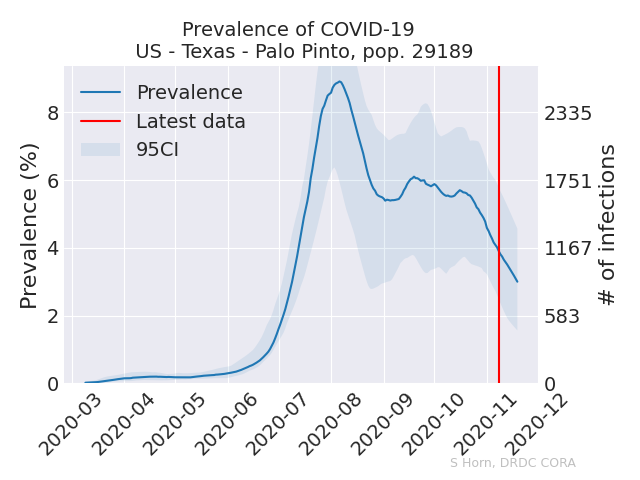 Prevalence of COVID-19
US - Texas - Palo Pinto, pop. 29189
Prevalence
Latest data
95CI
Prevalence (%)
8
6
4
2
0
2335
1751
1167
583
0
# of infections
2020-03
2020-04
2020-05
2020-06
2020-07
2020-08
2020-09
2020-10
2020-11
2020-12
S Horn, DRDC CORA